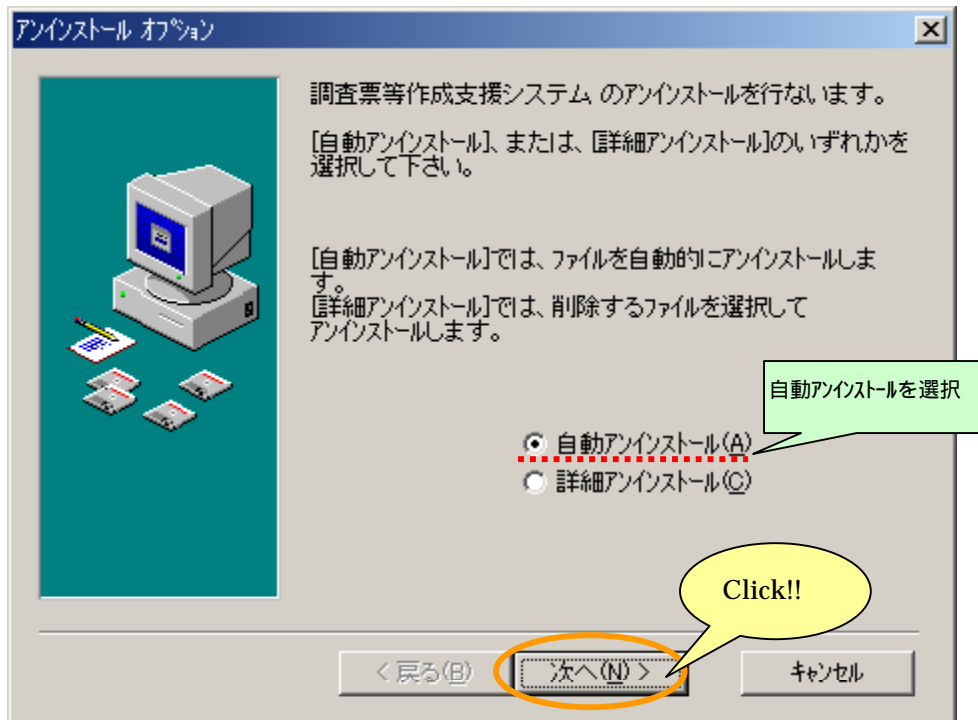 アンインストール オプション
調査票等作成支援システム のアンインストールを行ないます。
[自動アンインストール]、または、[詳細アンインストール]のいずれかを
選択して下さい。
[自動アンインストール]では、ファイルを自動的にアンインストールしま
す。
[詳細アンインストール]では、削除するファイルを選択して
アンインストールします。
自動アンインストールを選択
自動アンインストール(A)
詳細アンインストール(C)
Click!!
< 戻る(B)
次へ(N) >
キャンセル